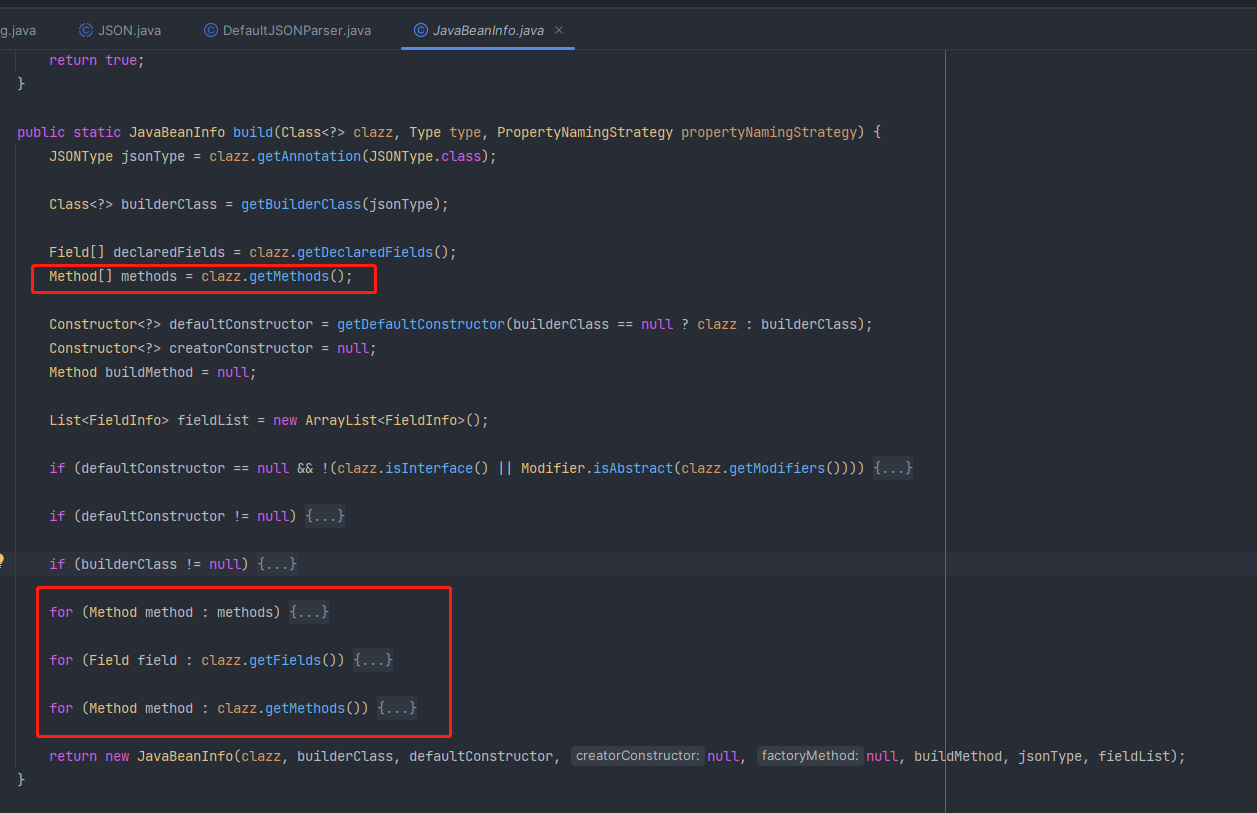 g.java JSON.java DefaultJSONParser.java JavaBeanInfo.java
return true;
}
public static JavaBeanInfo build(Class<?> clazz, Type type, PropertyNamingStrategy propertyNamingStrategy) {
JSONType jsonType = clazz.getAnnotation(JSONType.class);
Class<?> builderClass = getBuilderClass(jsonType);
Field[] declaredFields = clazz.getDeclaredFields();
Method[] methods = clazz.getMethods();
Constructor<?> defaultConstructor = getDefaultConstructor(builderClass == null ? clazz : builderClass);
Constructor<?> creatorConstructor = null;
Method buildMethod = null;
List<FieldInfo> fieldList = new ArrayList<FieldInfo>();
if (defaultConstructor == null && !(clazz.isInterface() || Modifier.isAbstract(clazz.getModifiers()))) {...}
if (defaultConstructor != null) {...}
if (builderClass != null) {...}
for (Method method : methods) {...}
for (Field field : clazz.getFields()) {...}
for (Method method : clazz.getMethods()) {...}
return new JavaBeanInfo(clazz, builderClass, defaultConstructor, creatorConstructor: null, factoryMethod: null, buildMethod, jsonType, fieldList);
}